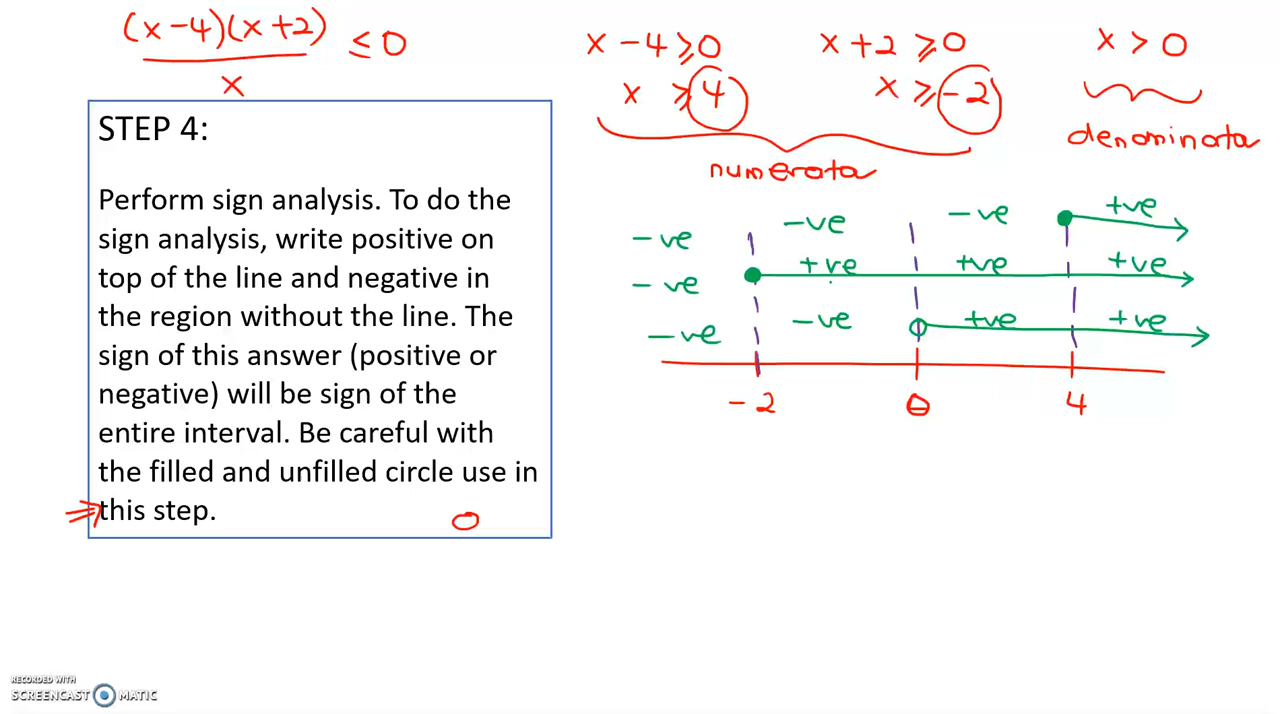 (x-4)(x+2)
x
≤ 0
x - 4 ≥ 0
x ≥ 4
x + 2 ≥ 0
x ≥ -2
x > 0
numerata
denominata
STEP 4:
Perform sign analysis. To do the
sign analysis, write positive on
top of the line and negative in
the region without the line. The
sign of this answer (positive or
negative) will be sign of the
entire interval. Be careful with
the filled and unfilled circle use in
this step.
-ve -ve -ve +ve
-ve +ve +ve +ve
-ve -ve +ve +ve
-2 0 4
RECORDED WITH
SCREENCAST MATIC